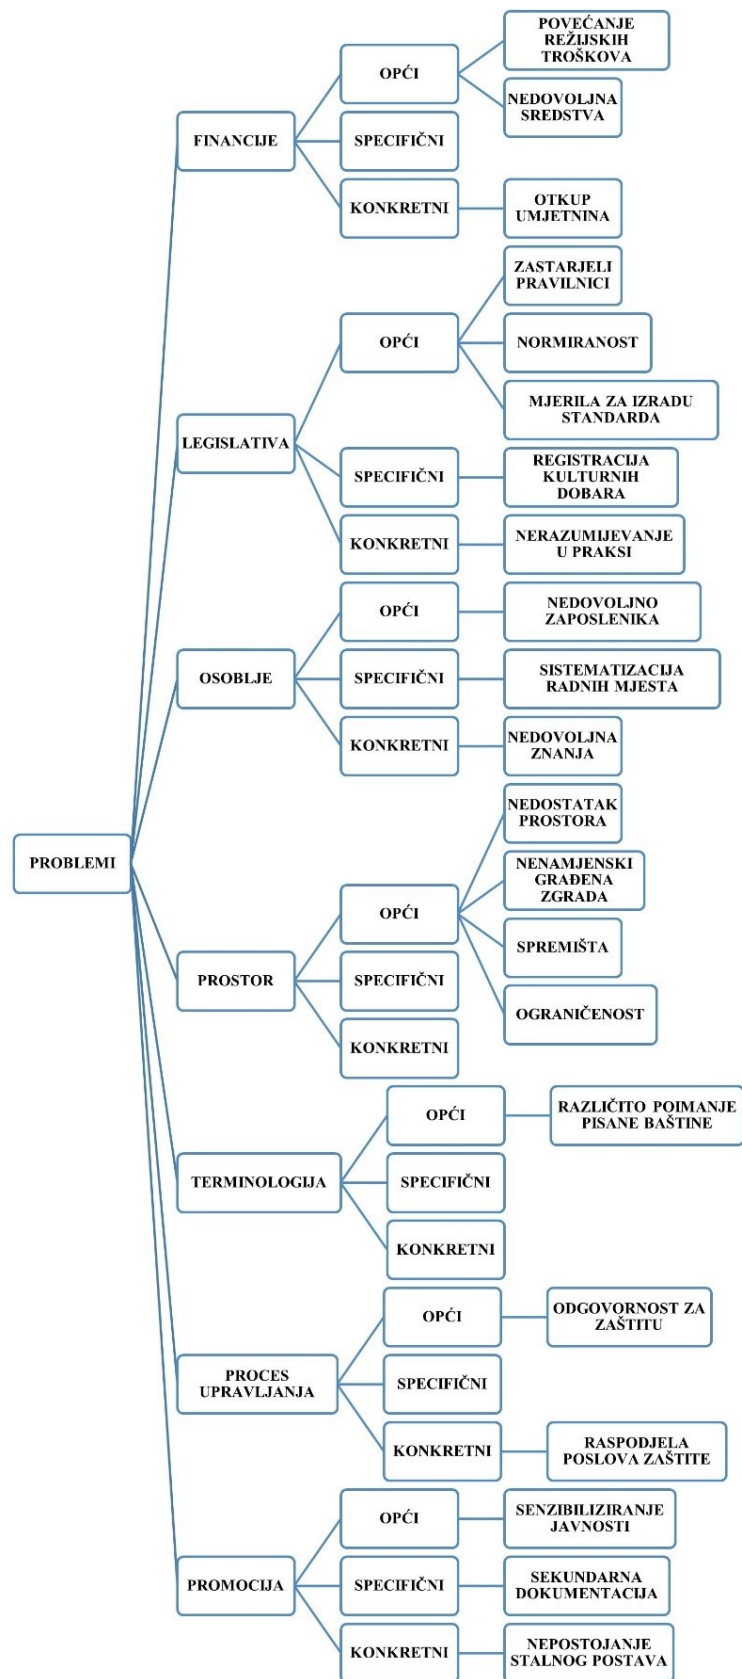 PROBLEMI
FINANCIJE
OPĆI
POVEĆANJE
REŽIJSKIH
TROŠKOVA
NEDOVOLJNA
SREDSTVA
SPECIFIČNI
KONKRETNI
OTKUP
UMJETNINA
LEGISLATIVA
OPĆI
ZASTARJELI
PRAVILNICI
NORMIRANOST
MJERILA ZA IZRADU
STANDARDA
SPECIFIČNI
REGISTRACIJA
KULTURNIH
DOBARA
KONKRETNI
NERAZUMIJEVANJE
U PRAKSI
OSOBLJE
OPĆI
NEDOVOLJNO
ZAPOSLENIKA
SPECIFIČNI
SISTEMATIZACIJA
RADNIH MJESTA
KONKRETNI
NEDOVOLJNA
ZNANJA
PROSTOR
OPĆI
NEDOSTATAK
PROSTORA
NENAMJENSKI
GRAĐENA
ZGRADA
SPREMIŠTA
OGRANIČENOST
SPECIFIČNI
KONKRETNI
TERMINOLOGIJA
OPĆI
RAZLIČITO POIMANJE
PISANE BAŠTINE
SPECIFIČNI
KONKRETNI
PROCES
UPRAVLJANJA
OPĆI
ODGOVORNOST ZA
ZAŠTITU
SPECIFIČNI
KONKRETNI
RASPODJELA
POSLOVA ZAŠTITE
PROMOCIJA
OPĆI
SENZIBILIZIRANJE
JAVNOSTI
SPECIFIČNI
SEKUNDARNA
DOKUMENTACIJA
KONKRETNI
NEPOSTOJANJE
STALNOG POSTAVA